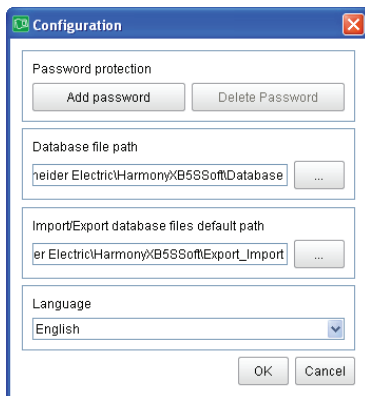 Configuration
Password protection
Add password Delete Password
Database file path
neider Electric\HarmonyXB5SSoft\Database ...
Import/Export database files default path
er Electric\HarmonyXB5SSoft\Export_Import ...
Language
English
OK Cancel